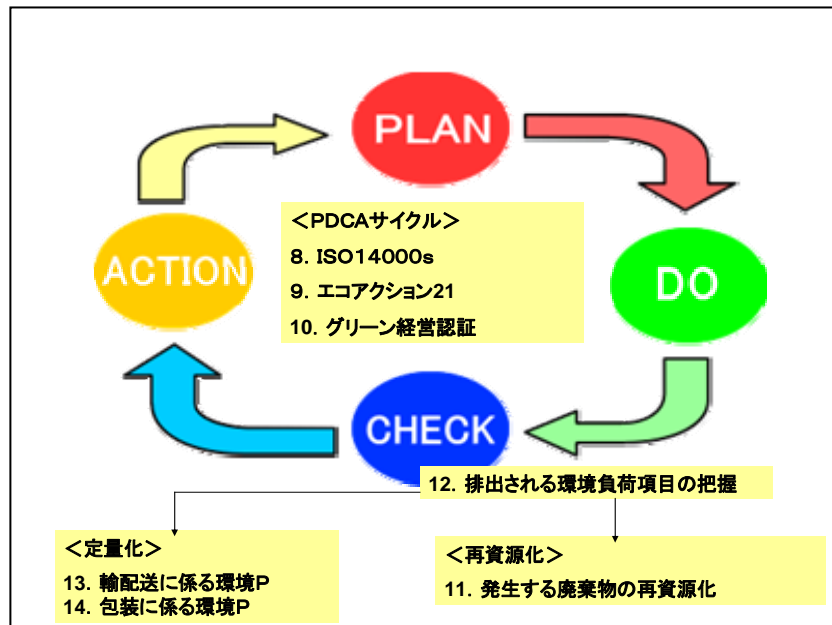 PLAN
ACTION
<PDCAサイクル>
8. ISO14000s
9. エコアクション21
10. グリーン経営認証
DO
CHECK
12. 排出される環境負荷項目の把握
<定量化>
13. 輸配送に係る環境P
14. 包装に係る環境P
<再資源化>
11. 発生する廃棄物の再資源化